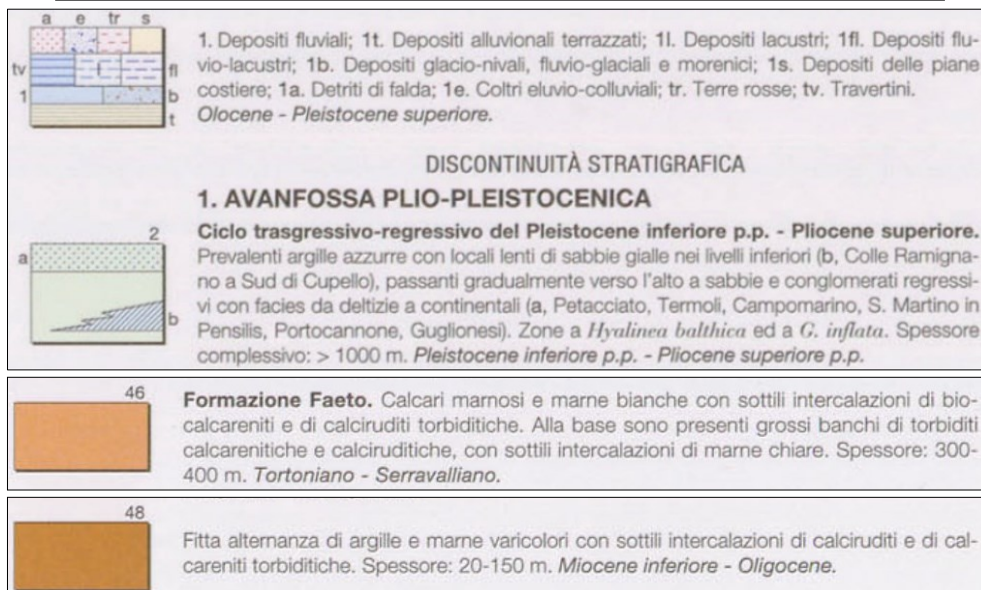 a e tr s
tv fl
1 b
t
1. Depositi fluviali; 1t. Depositi alluvionali terrazzati; 1l. Depositi lacustri; 1fl. Depositi flu-
vio-lacustri; 1b. Depositi glacio-nivali, fluvio-glaciali e morenici; 1s. Depositi delle piane
costiere; 1a. Detriti di falda; 1e. Coltri eluvio-colluviali; tr. Terre rosse; tv. Travertini.
Olocene - Pleistocene superiore.
DISCONTINUITÀ STRATIGRAFICA
1. AVANFOSSA PLIO-PLEISTOCENICA
2
a
b
Ciclo trasgressivo-regressivo del Pleistocene inferiore p.p. - Pliocene superiore.
Prevalenti argille azzurre con locali lenti di sabbie gialle nei livelli inferiori (b, Colle Ramigna-
no a Sud di Cupello), passanti gradualmente verso l'alto a sabbie e conglomerati regressi-
vi con facies da deltizie a continentali (a, Petacciato, Termoli, Campomarino, S. Martino in
Pensilis, Portocannone, Guglionesi). Zone a Hyalinea balthica ed a G. inflata. Spessore
complessivo: > 1000 m. Pleistocene inferiore p.p. - Pliocene superiore p.p.
46
Formazione Faeto. Calcari marnosi e marne bianche con sottili intercalazioni di bio-
calcareniti e di calciruditi torbiditiche. Alla base sono presenti grossi banchi di torbiditi
calcarenitiche e calciruditiche, con sottili intercalazioni di marne chiare. Spessore: 300-
400 m. Tortoniano - Serravalliano.
48
Fitta alternanza di argille e marne varicolori con sottili intercalazioni di calciruditi e di cal-
careniti torbiditiche. Spessore: 20-150 m. Miocene inferiore - Oligocene.